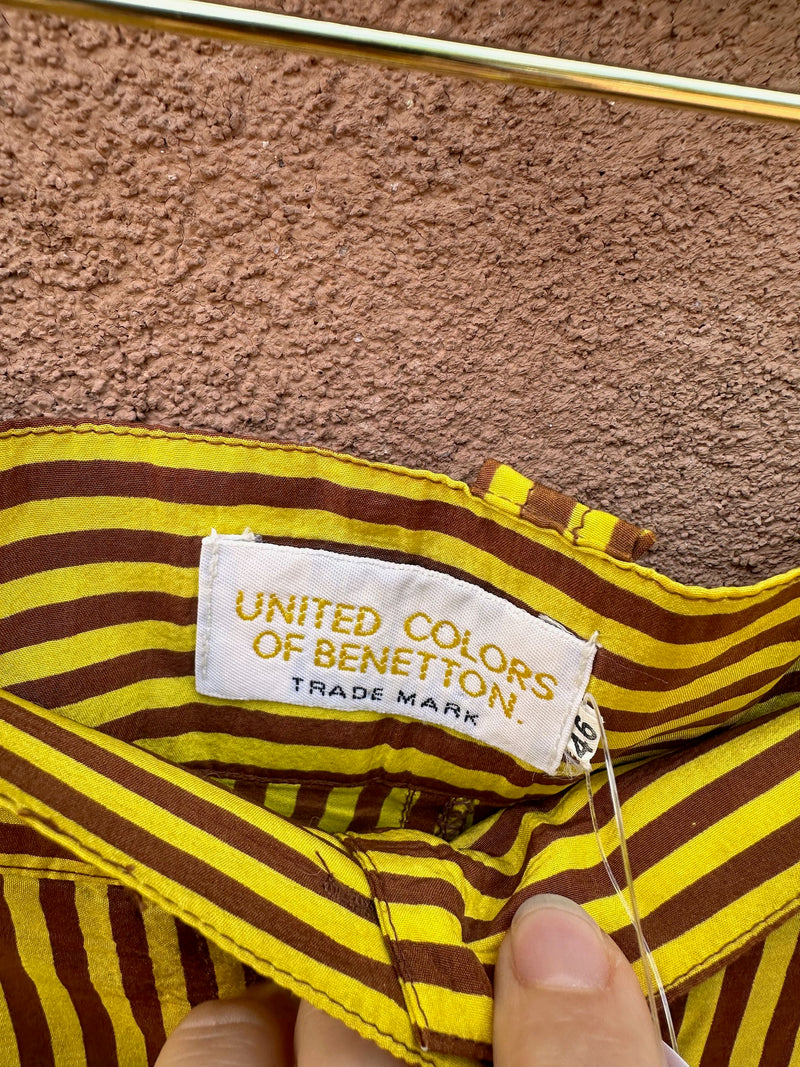 UNITED COLORS
OF BENETTON.
TRADE MARK
46